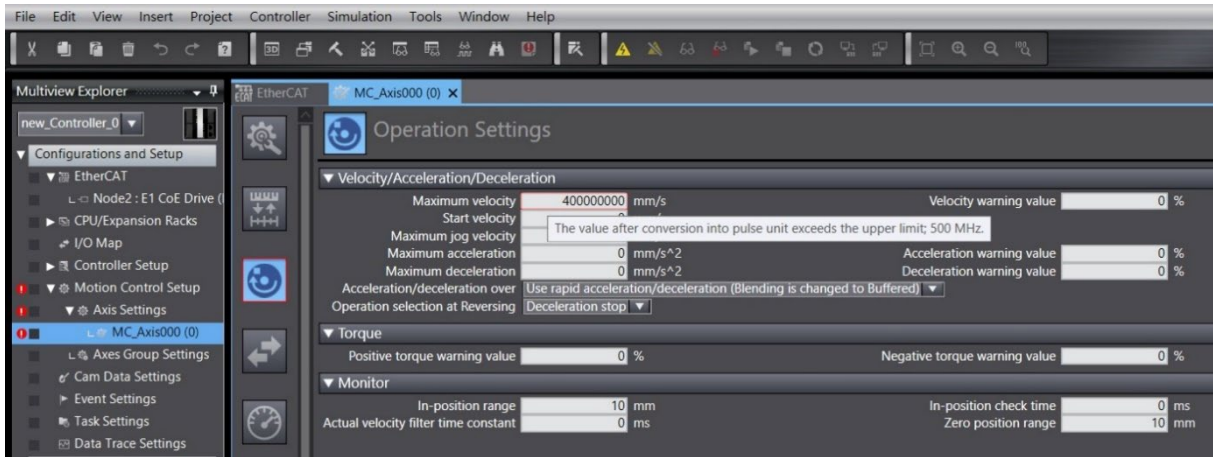 File Edit View Insert Project Controller Simulation Tools Window Help
3D
Multiview Explorer
new_Controller_0
Configurations and Setup
EtherCAT
Node2 : E1 CoE Drive (
CPU/Expansion Racks
I/O Map
Controller Setup
Motion Control Setup
Axis Settings
MC_Axis000 (0)
Axes Group Settings
Cam Data Settings
Event Settings
Task Settings
Data Trace Settings
EtherCAT MC_Axis000 (0)
Operation Settings
Velocity/Acceleration/Deceleration
Maximum velocity 400000000 mm/s Velocity warning value 0 %
Start velocity
The value after conversion into pulse unit exceeds the upper limit; 500 MHz.
Maximum jog velocity
Maximum acceleration 0 mm/s^2 Acceleration warning value 0 %
Maximum deceleration 0 mm/s^2 Deceleration warning value 0 %
Acceleration/deceleration over Use rapid acceleration/deceleration (Blending is changed to Buffered)
Operation selection at Reversing Deceleration stop
Torque
Positive torque warning value 0 % Negative torque warning value 0 %
Monitor
In-position range 10 mm In-position check time 0 ms
Actual velocity filter time constant 0 ms Zero position range 10 mm